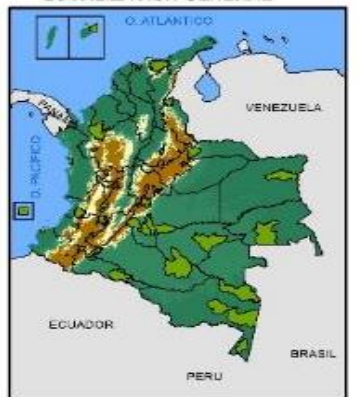 O. ATLANTICO
PANAMA
VENEZUELA
O. PACIFICO
ECUADOR
BRASIL
PERU